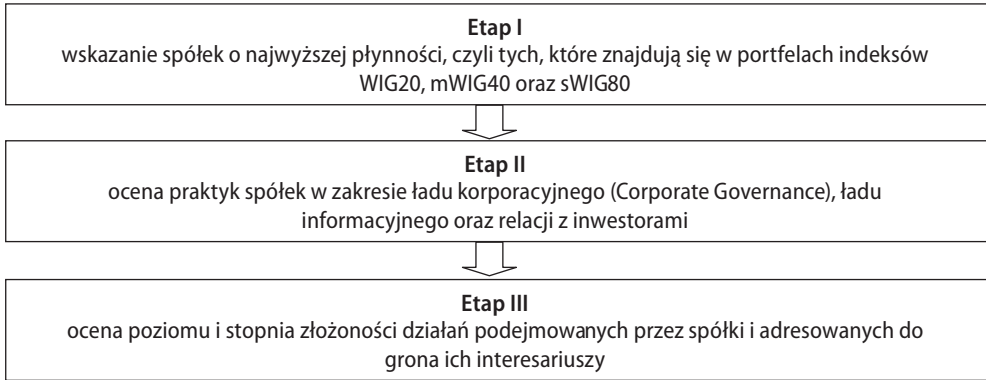 Etap I
wskazanie spółek o najwyższej płynności, czyli tych, które znajdują się w portfelach indeksów
WIG20, mWIG40 oraz sWIG80
Etap II
ocena praktyk spółek w zakresie ładu korporacyjnego (Corporate Governance), ładu
informacyjnego oraz relacji z inwestorami
Etap III
ocena poziomu i stopnia złożoności działań podejmowanych przez spółki i adresowanych do
grona ich interesariuszy